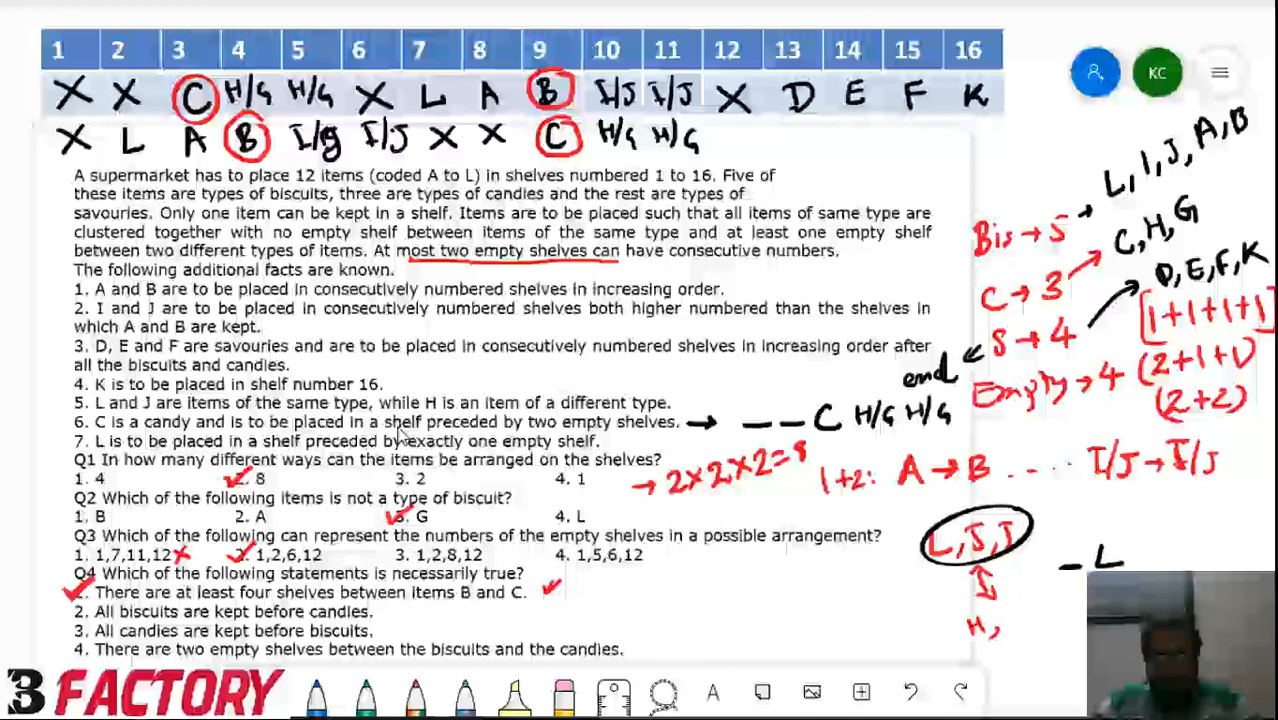 1 2 3 4 5 6 7 8 9 10 11 12 13 14 15 16
X X C H/G H/G X L A B I/J I/J X D E F K
X L A B I/J I/J X X C H/G H/G
KC
A supermarket has to place 12 items (coded A to L) in shelves numbered 1 to 16. Five of
these items are types of biscuits, three are types of candies and the rest are types of
savouries. Only one item can be kept in a shelf. Items are to be placed such that all items of same type are
clustered together with no empty shelf between items of the same type and at least one empty shelf
between two different types of items. At most two empty shelves can have consecutive numbers.
The following additional facts are known.
1. A and B are to be placed in consecutively numbered shelves in increasing order.
2. I and J are to be placed in consecutively numbered shelves both higher numbered than the shelves in
which A and B are kept.
3. D, E and F are savouries and are to be placed in consecutively numbered shelves in increasing order after
all the biscuits and candies.
4. K is to be placed in shelf number 16.
5. L and J are items of the same type, while H is an item of a different type.
6. C is a candy and is to be placed in a shelf preceded by two empty shelves.
7. L is to be placed in a shelf preceded by exactly one empty shelf.
Q1 In how many different ways can the items be arranged on the shelves?
1. 4 2. 8 3. 2 4. 1
Q2 Which of the following items is not a type of biscuit?
1. B 2. A 3. G 4. L
Q3 Which of the following can represent the numbers of the empty shelves in a possible arrangement?
1. 1,7,11,12 X 2. 1,2,6,12 3. 1,2,8,12 4. 1,5,6,12
Q4 Which of the following statements is necessarily true?
1. There are at least four shelves between items B and C.
2. All biscuits are kept before candies.
3. All candies are kept before biscuits.
4. There are two empty shelves between the biscuits and the candies.
Bis → 5 → L, I, J, A, B
C → 3 → C, H, G
S → 4 → D, E, F, K
end
Empty → 4 [1+1+1+1]
(2+1+1)
(2+2)
→ _ _ C H/G H/G
→ 2×2×2=8
1+2: A → B .... I/J → I/J
L, J, I
H,
_ L
3 FACTORY
A